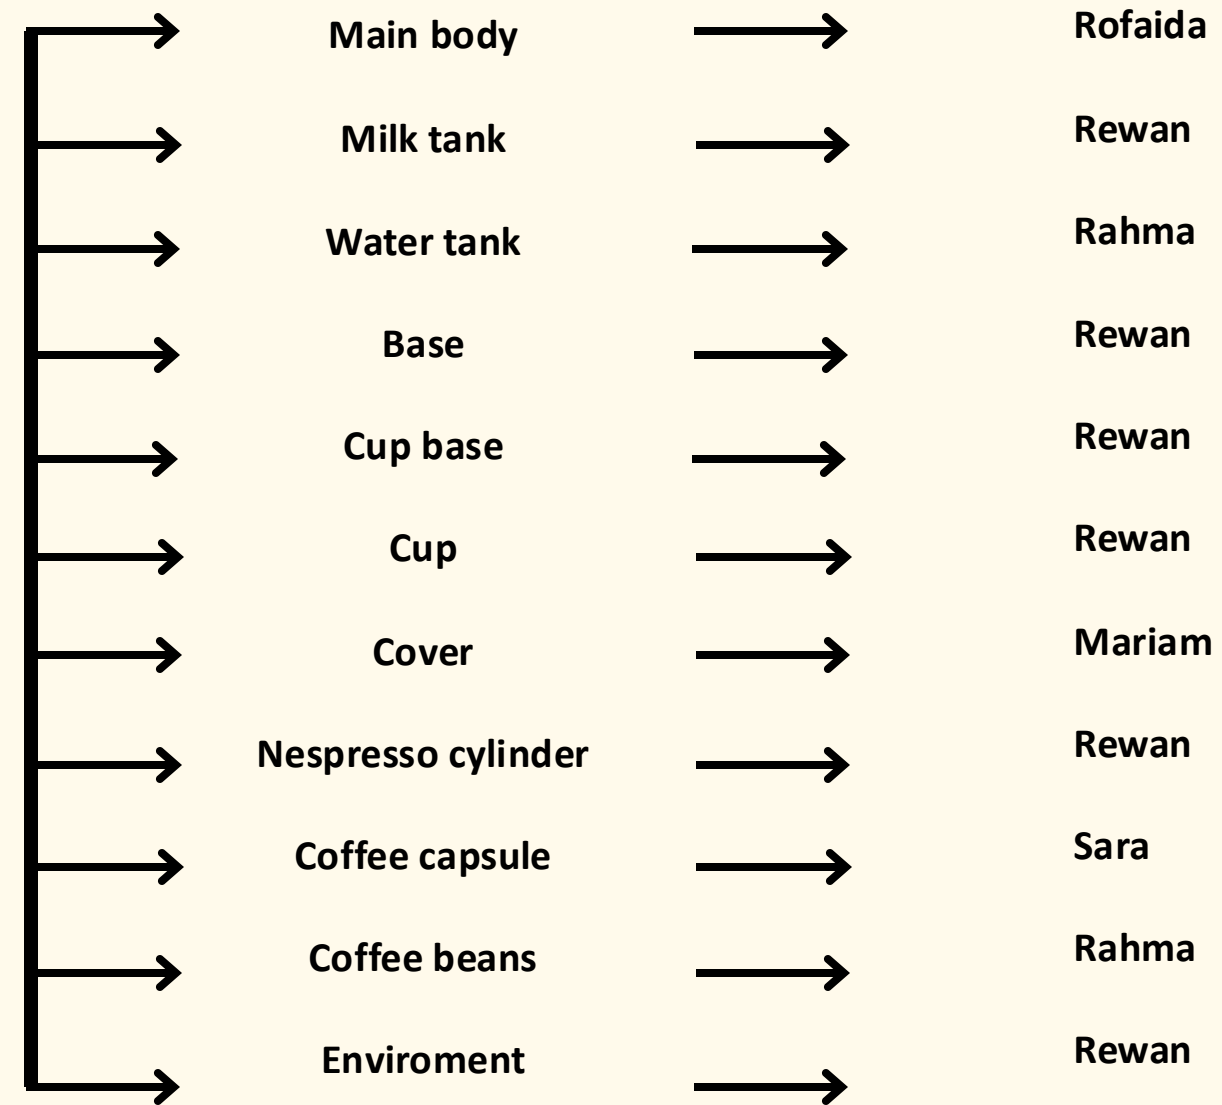 Main body Rofaida
Milk tank Rewan
Water tank Rahma
Base Rewan
Cup base Rewan
Cup Rewan
Cover Mariam
Nespresso cylinder Rewan
Coffee capsule Sara
Coffee beans Rahma
Enviroment Rewan